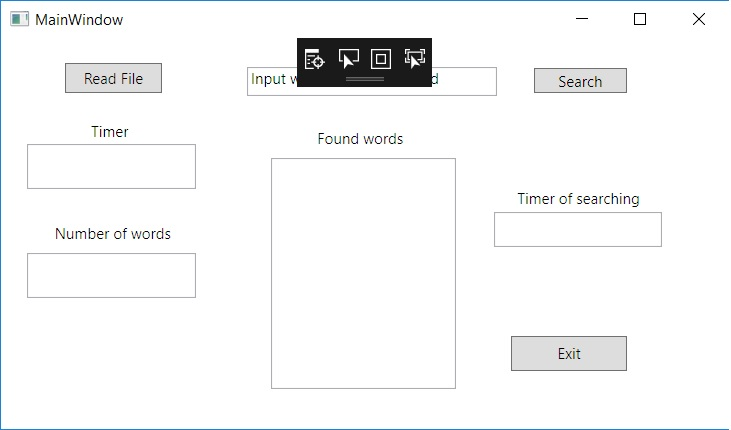 MainWindow
Read File
Input w d
Search
Timer
Found words
Timer of searching
Number of words
Exit